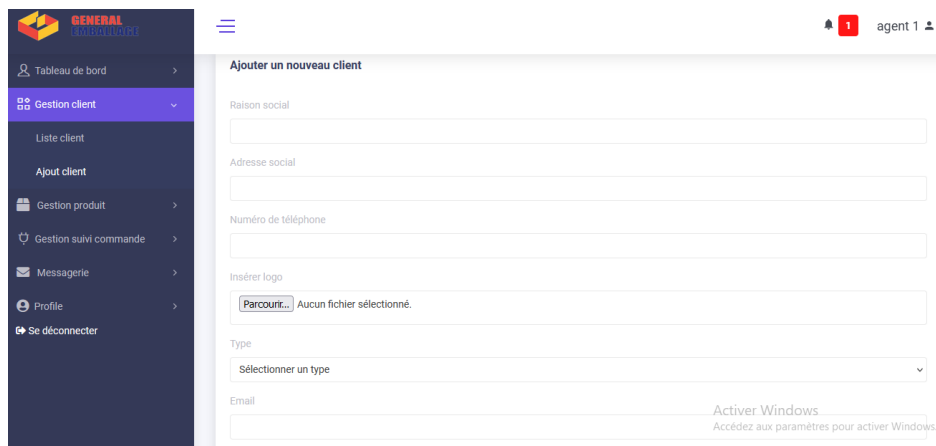 GENERAL
EMBALLAGE
1
agent 1
Tableau de bord
Gestion client
Liste client
Ajout client
Gestion produit
Gestion suivi commande
Messagerie
Profile
Se déconnecter
Ajouter un nouveau client
Raison social
Adresse social
Numéro de téléphone
Insérer logo
Parcourir... Aucun fichier sélectionné.
Type
Sélectionner un type
Email
Activer Windows
Accédez aux paramètres pour activer Windows.